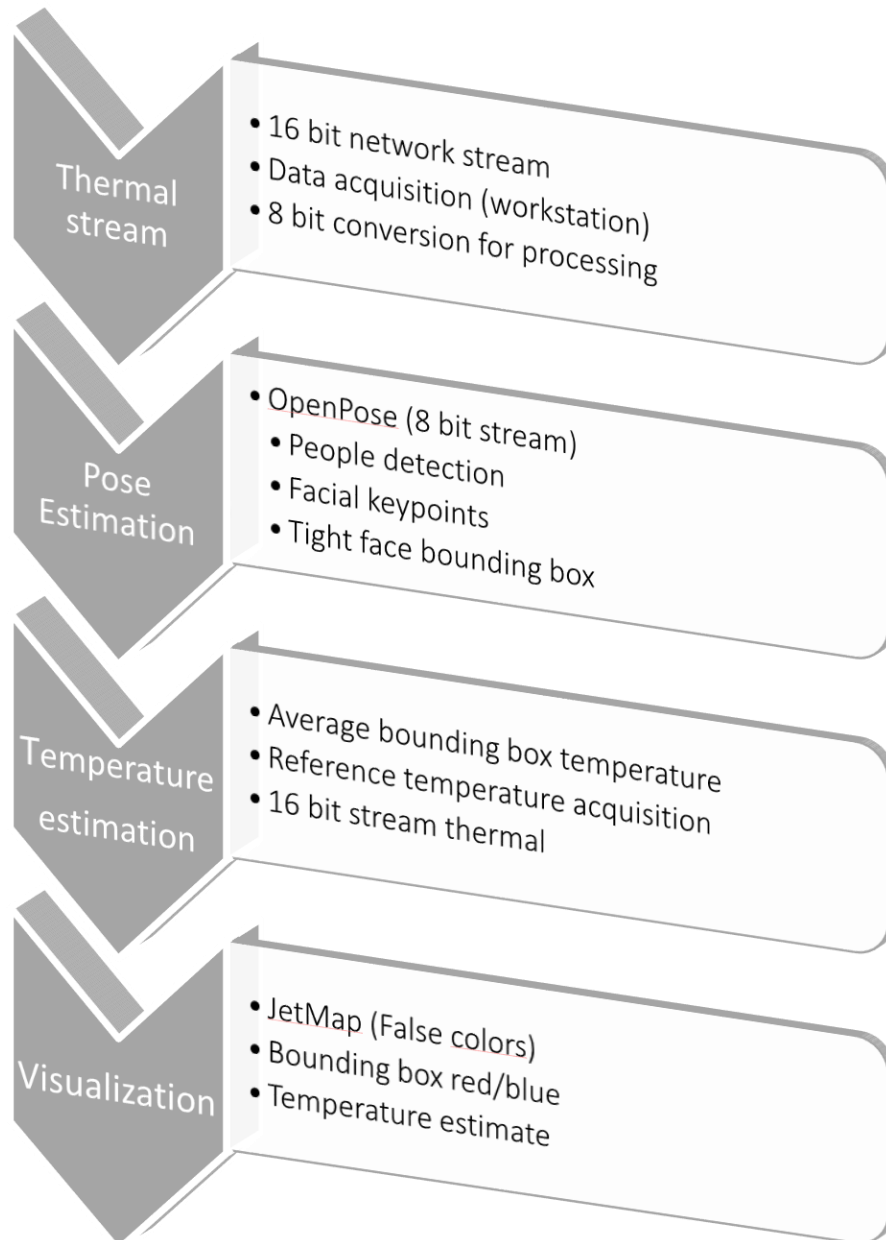 Thermal
stream
• 16 bit network stream
• Data acquisition (workstation)
• 8 bit conversion for processing
Pose
Estimation
• OpenPose (8 bit stream)
• People detection
• Facial keypoints
• Tight face bounding box
Temperature
estimation
• Average bounding box temperature
• Reference temperature acquisition
• 16 bit stream thermal
Visualization
• JetMap (False colors)
• Bounding box red/blue
• Temperature estimate